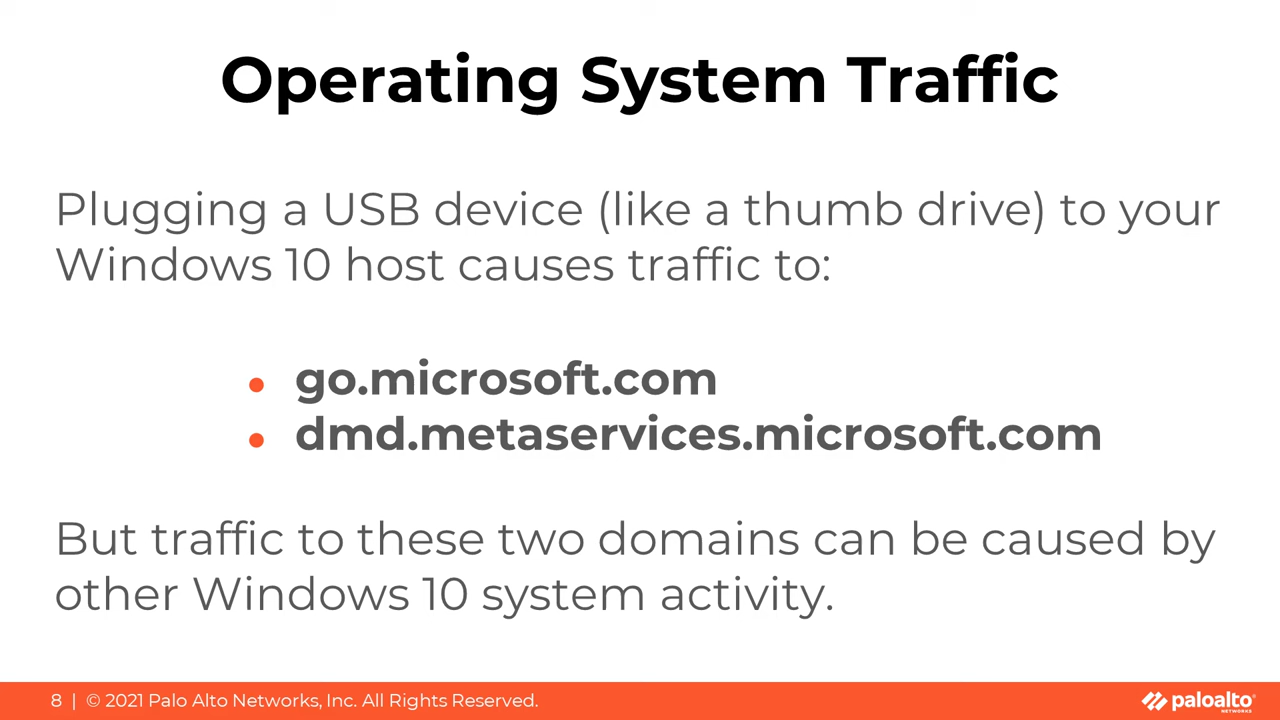 Operating System Traffic
Plugging a USB device (like a thumb drive) to your
Windows 10 host causes traffic to:
• go.microsoft.com
• dmd.metaservices.microsoft.com
But traffic to these two domains can be caused by
other Windows 10 system activity.
8 | © 2021 Palo Alto Networks, Inc. All Rights Reserved.
paloalto®
NETWORKS